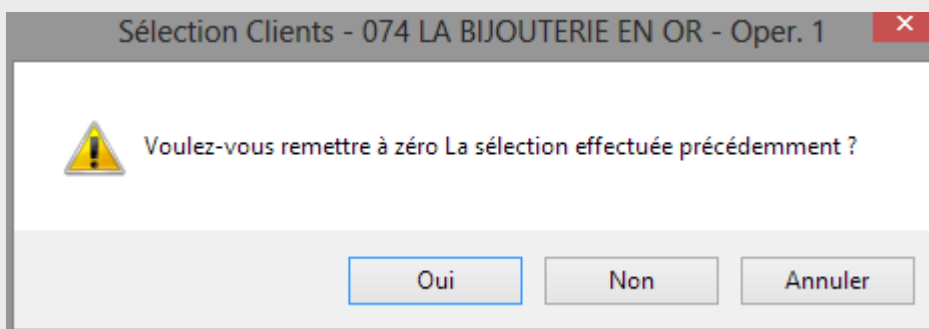 Sélection Clients - 074 LA BIJOUTERIE EN OR - Oper. 1
Voulez-vous remettre à zéro La sélection effectuée précédemment ?
Oui
Non
Annuler